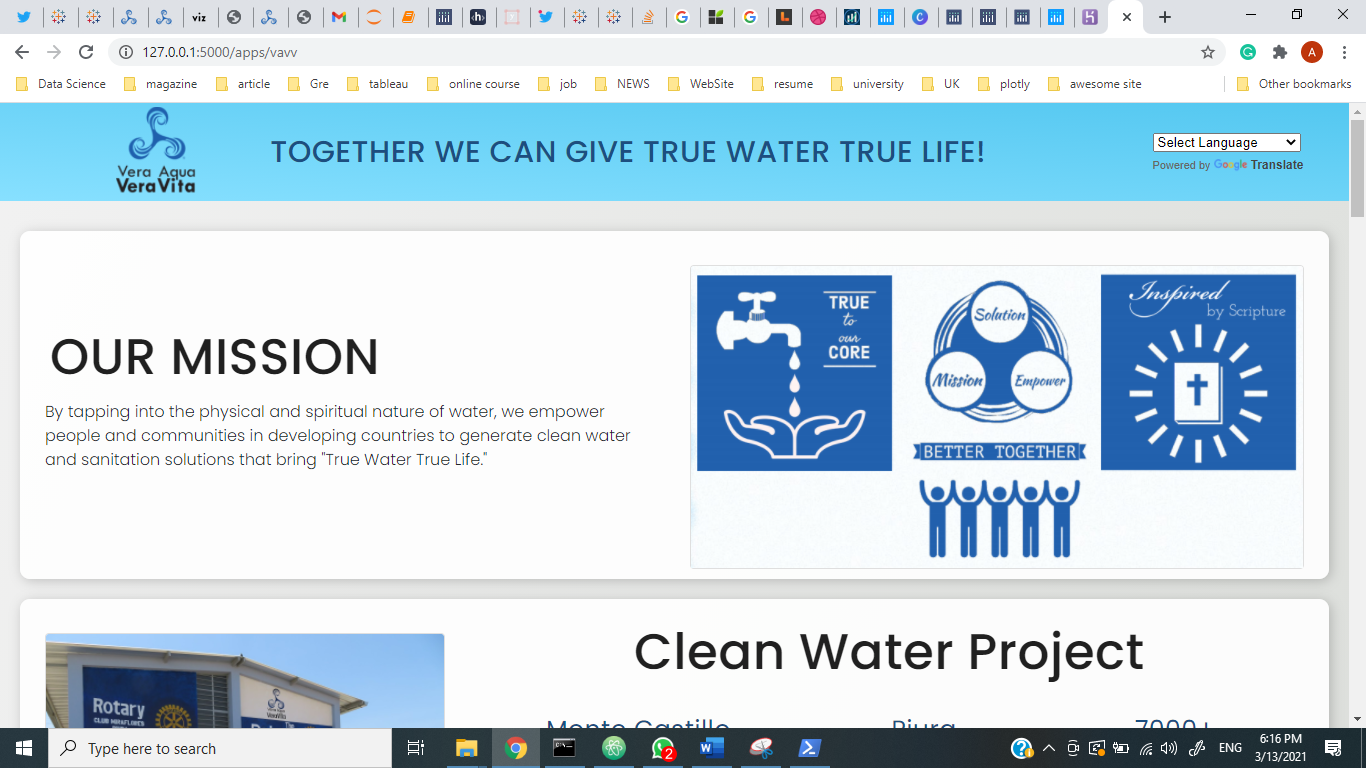 127.0.0.1:5000/apps/vavv
Data Science
magazine
article
Gre
tableau
online course
job
NEWS
WebSite
resume
university
UK
plotly
awesome site
Other bookmarks
Vera Aqua
VeraVita
TOGETHER WE CAN GIVE TRUE WATER TRUE LIFE!
Select Language
Powered by Google Translate
OUR MISSION
By tapping into the physical and spiritual nature of water, we empower
people and communities in developing countries to generate clean water
and sanitation solutions that bring "True Water True Life."
TRUE
to
our
CORE
Solution
Mission
Empower
BETTER TOGETHER
Inspired
by Scripture
Clean Water Project
Rotary
CLUB MIRAFLORES
VeraVita
Monte Castillo
Piura
7000+
Type here to search
2
ENG
6:16 PM
3/13/2021